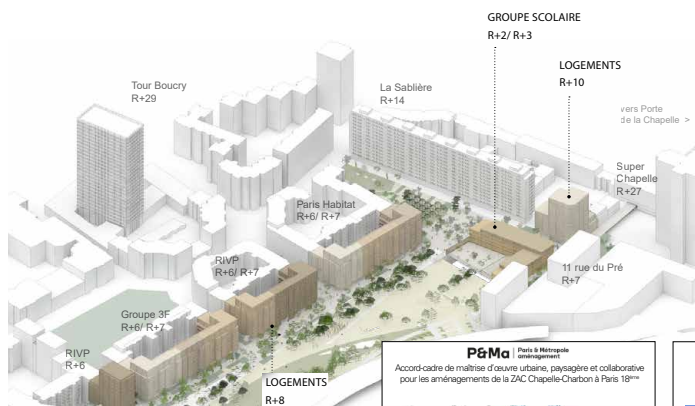 GROUPE SCOLAIRE
R+2/ R+3
LOGEMENTS
R+10
Tour Boucry
R+29
La Sablière
R+14
vers Porte
de la Chapelle >
Super
Chapelle
R+27
Paris Habitat
R+6/ R+7
RIVP
R+6/ R+7
11 rue du Pré
R+7
Groupe 3F
R+6/ R+7
RIVP
R+6
LOGEMENTS
R+8
P&Ma Paris & Métropole
aménagement
Accord-cadre de maîtrise d'œuvre urbaine, paysagère et collaborative
pour les aménagements de la ZAC Chapelle-Charbon à Paris 18ème